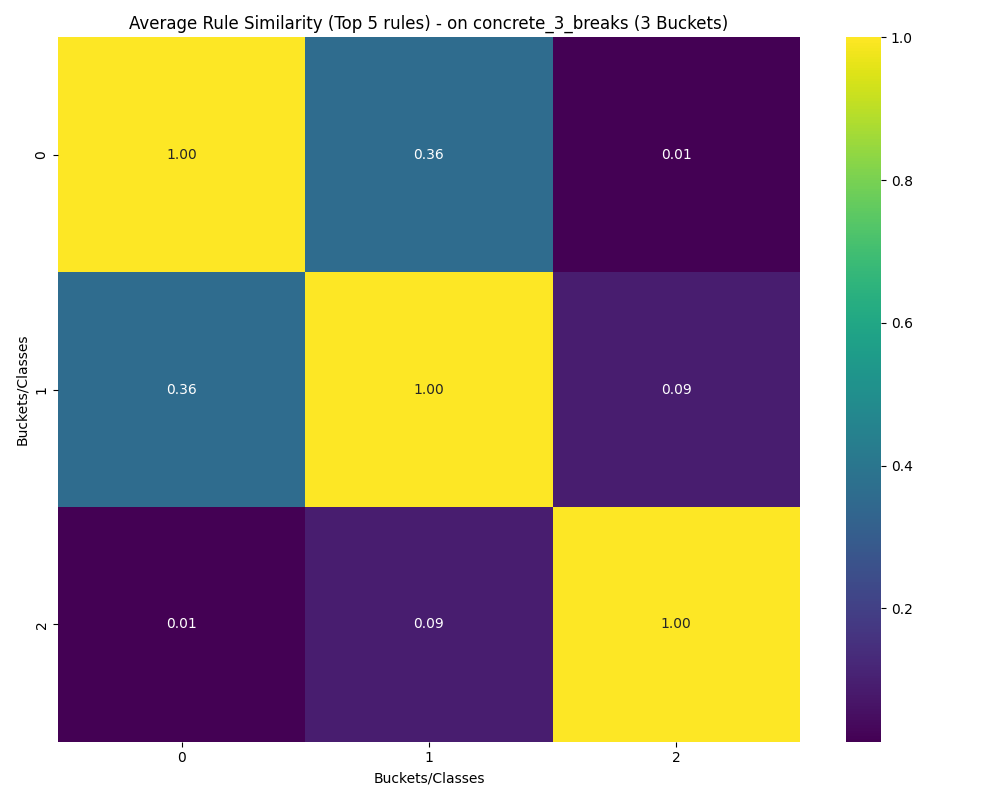 Average Rule Similarity (Top 5 rules) - on concrete_3_breaks (3 Buckets)
1.00 0.36 0.01
0.36 1.00 0.09
0.01 0.09 1.00
0
1
2
Buckets/Classes
0 1 2
Buckets/Classes
1.0
0.8
0.6
0.4
0.2